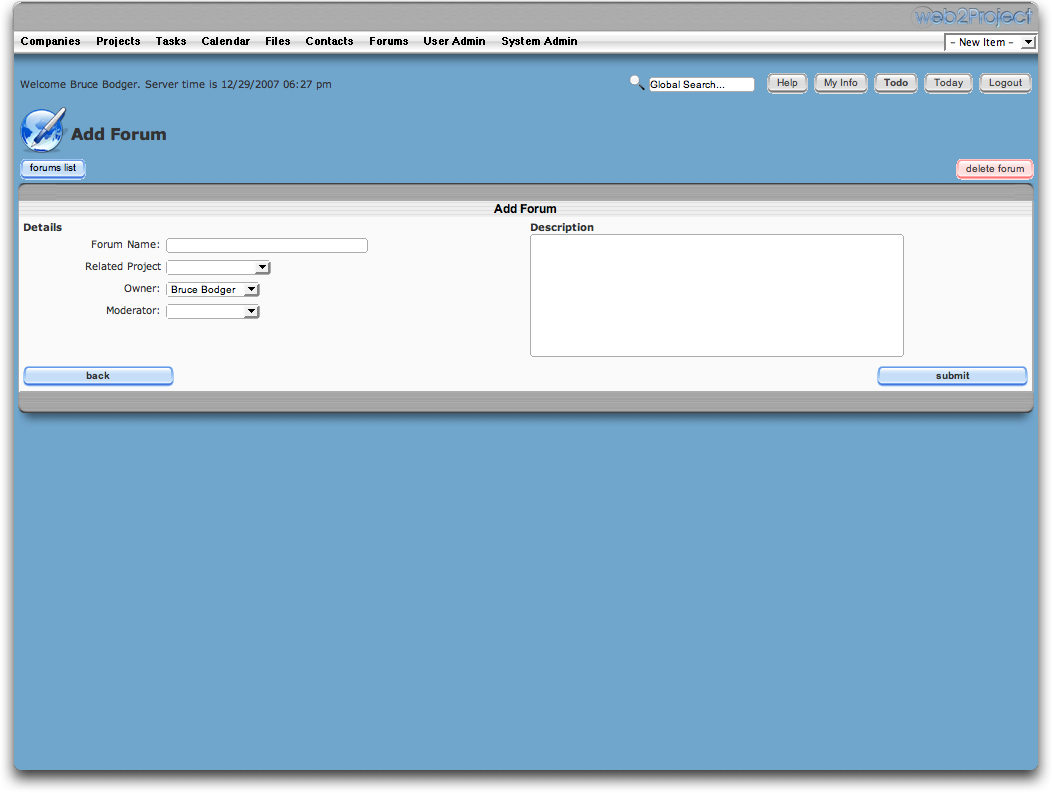 web2Project
Companies Projects Tasks Calendar Files Contacts Forums User Admin System Admin - New Item -
Welcome Bruce Bodger. Server time is 12/29/2007 06:27 pm Global Search... Help My Info Todo Today Logout
Add Forum
forums list delete forum
Add Forum
Details Description
Forum Name:
Related Project
Owner: Bruce Bodger
Moderator:
back submit